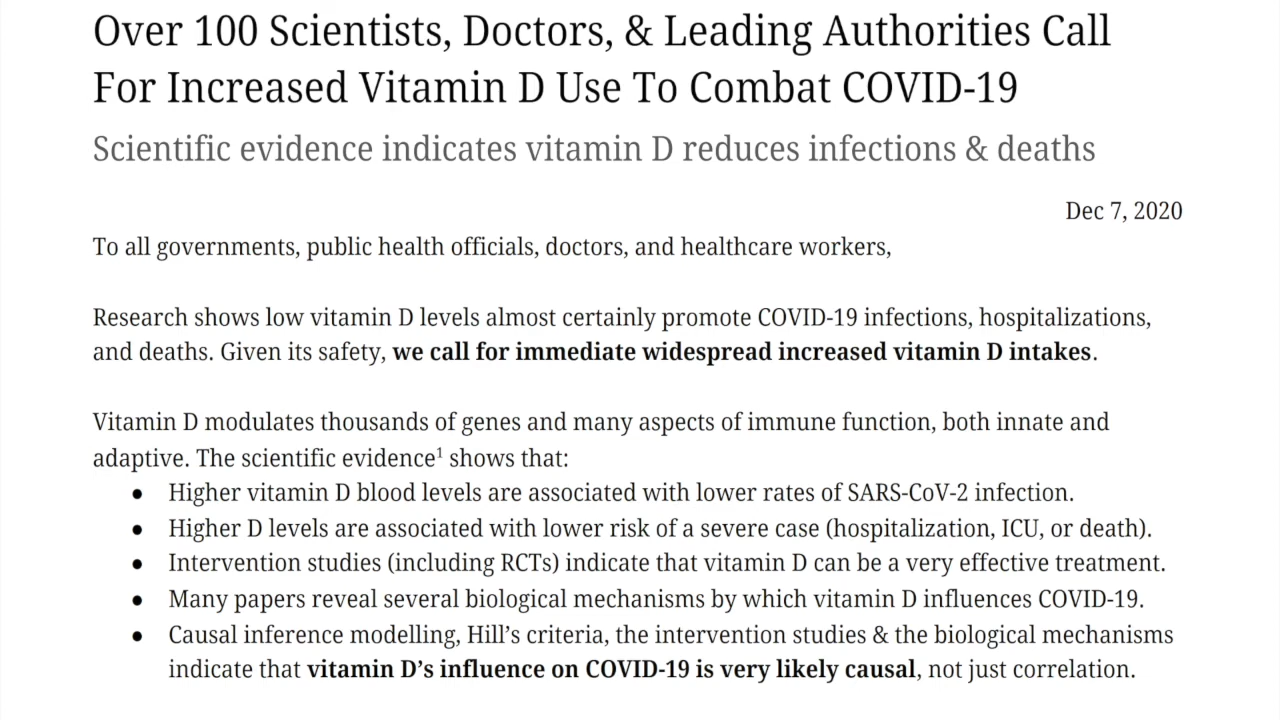 Over 100 Scientists, Doctors, & Leading Authorities Call
For Increased Vitamin D Use To Combat COVID-19
Scientific evidence indicates vitamin D reduces infections & deaths
Dec 7, 2020
To all governments, public health officials, doctors, and healthcare workers,
Research shows low vitamin D levels almost certainly promote COVID-19 infections, hospitalizations,
and deaths. Given its safety, we call for immediate widespread increased vitamin D intakes.
Vitamin D modulates thousands of genes and many aspects of immune function, both innate and
adaptive. The scientific evidence¹ shows that:
● Higher vitamin D blood levels are associated with lower rates of SARS-CoV-2 infection.
● Higher D levels are associated with lower risk of a severe case (hospitalization, ICU, or death).
● Intervention studies (including RCTs) indicate that vitamin D can be a very effective treatment.
● Many papers reveal several biological mechanisms by which vitamin D influences COVID-19.
● Causal inference modelling, Hill’s criteria, the intervention studies & the biological mechanisms
indicate that vitamin D’s influence on COVID-19 is very likely causal, not just correlation.